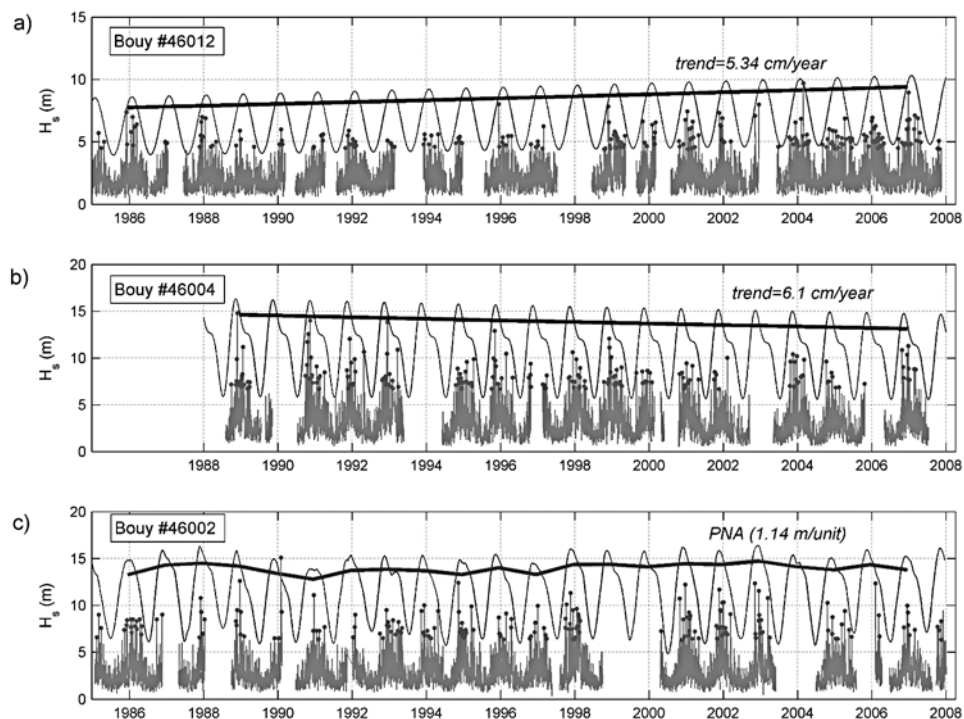 a)
Bouy #46012
trend=5.34 cm/year
15
10
5
0
H_s (m)
1986 1988 1990 1992 1994 1996 1998 2000 2002 2004 2006 2008
b)
Bouy #46004
trend=6.1 cm/year
20
15
10
5
0
H_s (m)
1988 1990 1992 1994 1996 1998 2000 2002 2004 2006 2008
c)
Bouy #46002
PNA (1.14 m/unit)
20
15
10
5
0
H_s (m)
1986 1988 1990 1992 1994 1996 1998 2000 2002 2004 2006 2008